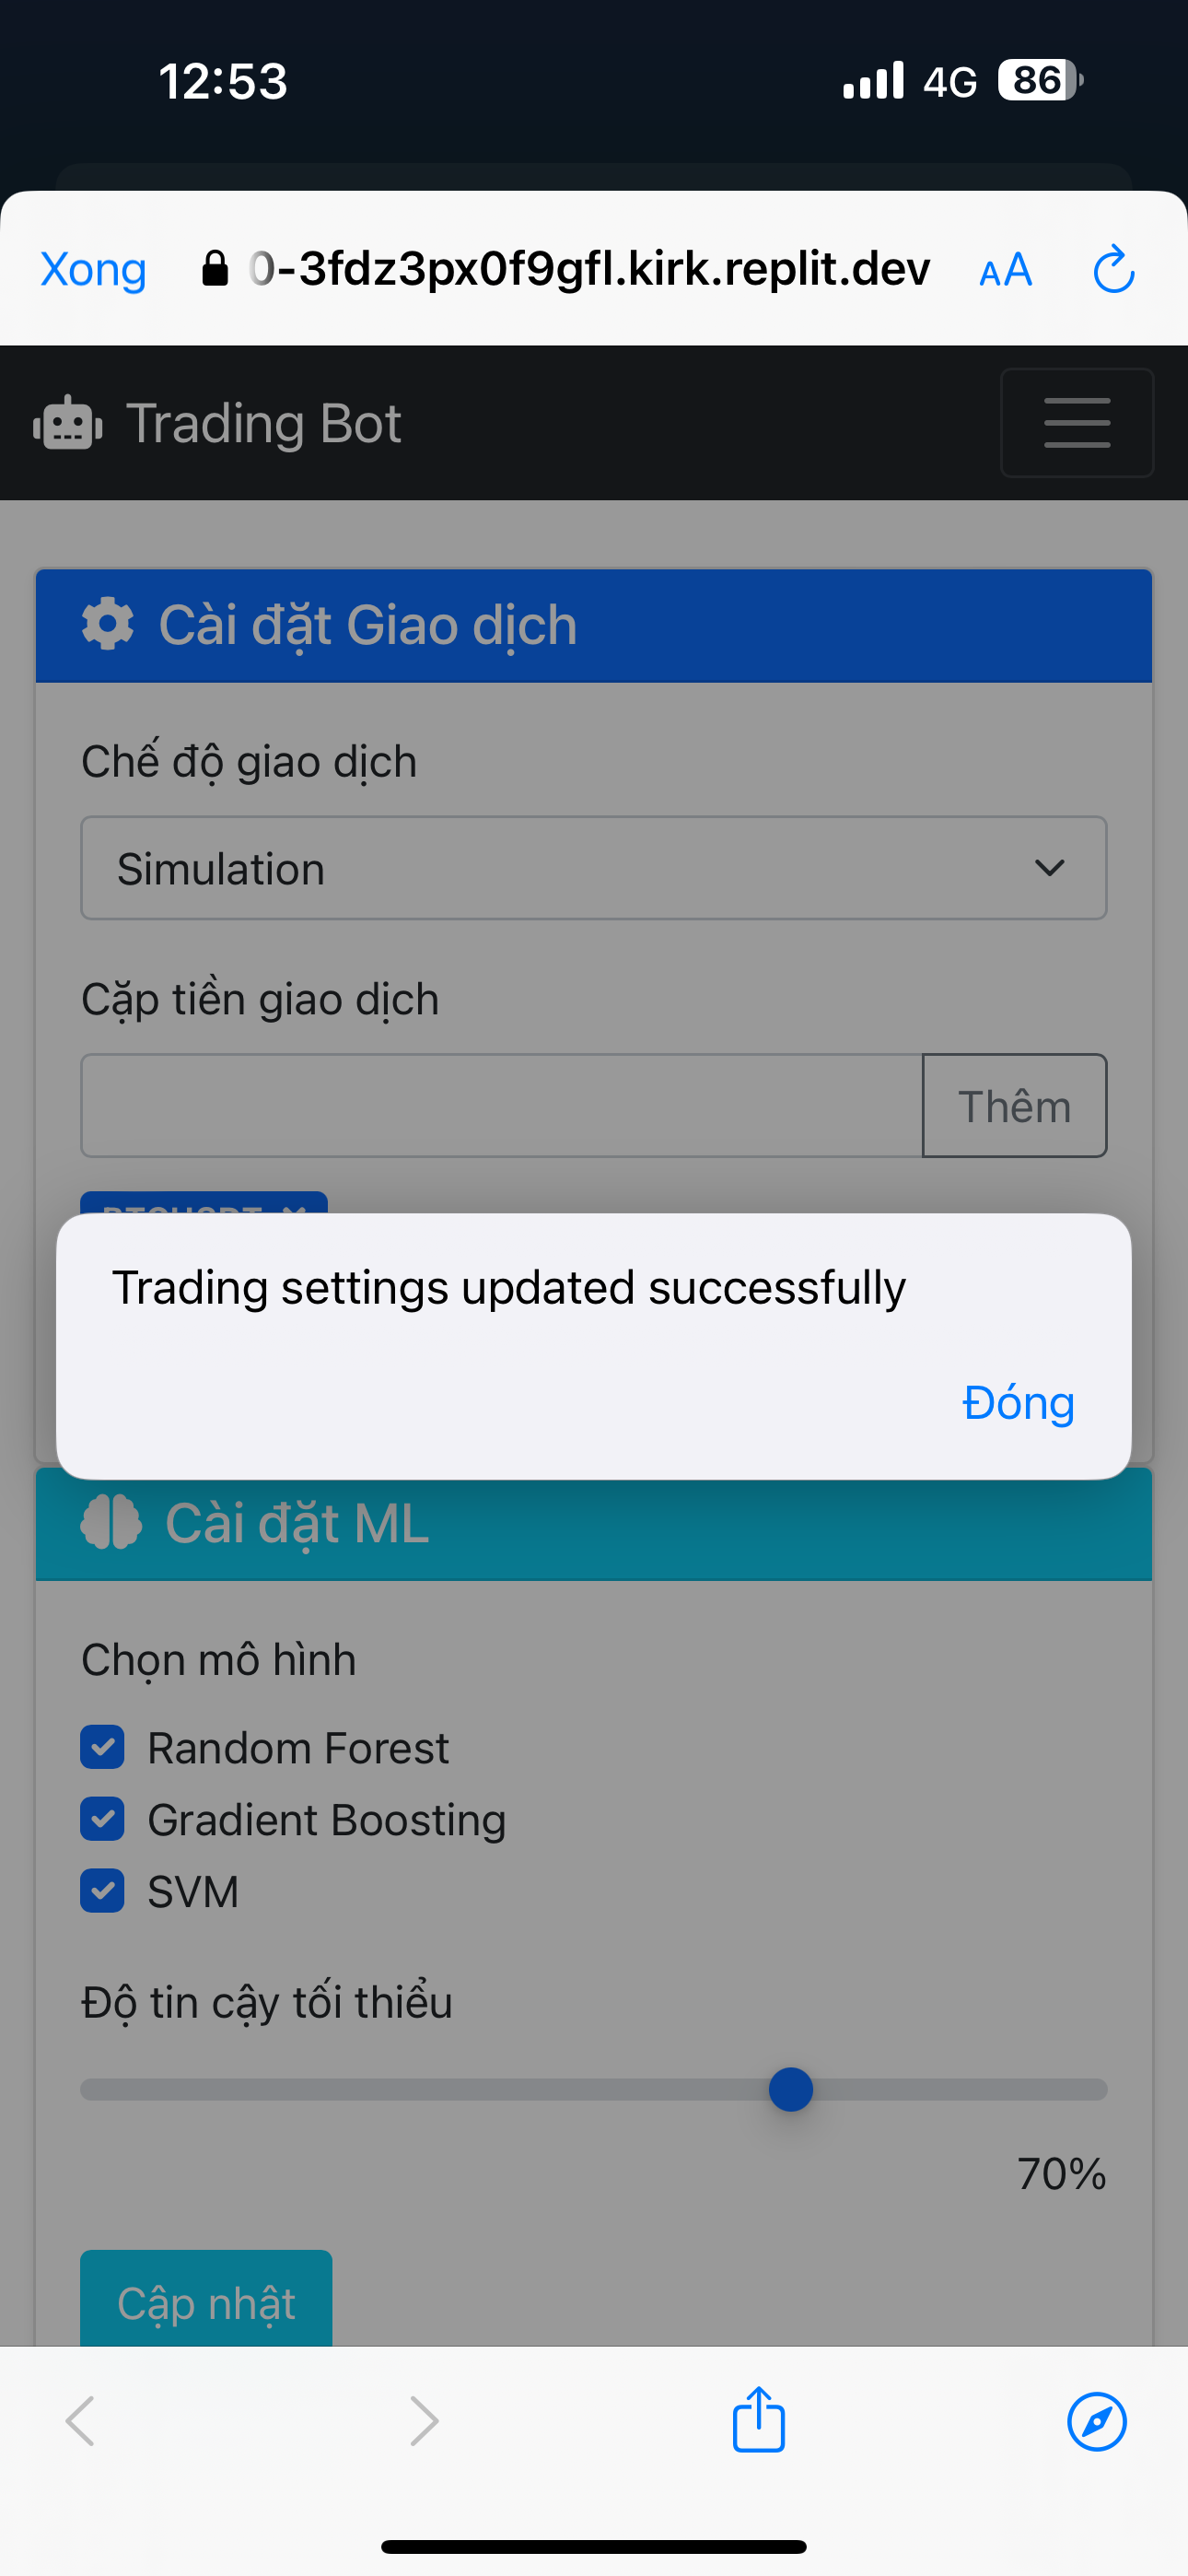 12:53
4G 86
Xong
0-3fdz3px0f9gfl.kirk.replit.dev
AA
Trading Bot
Cài đặt Giao dịch
Chế độ giao dịch
Simulation
Cặp tiền giao dịch
Thêm
Trading settings updated successfully
Đóng
Cài đặt ML
Chọn mô hình
Random Forest
Gradient Boosting
SVM
Độ tin cậy tối thiểu
70%
Cập nhật